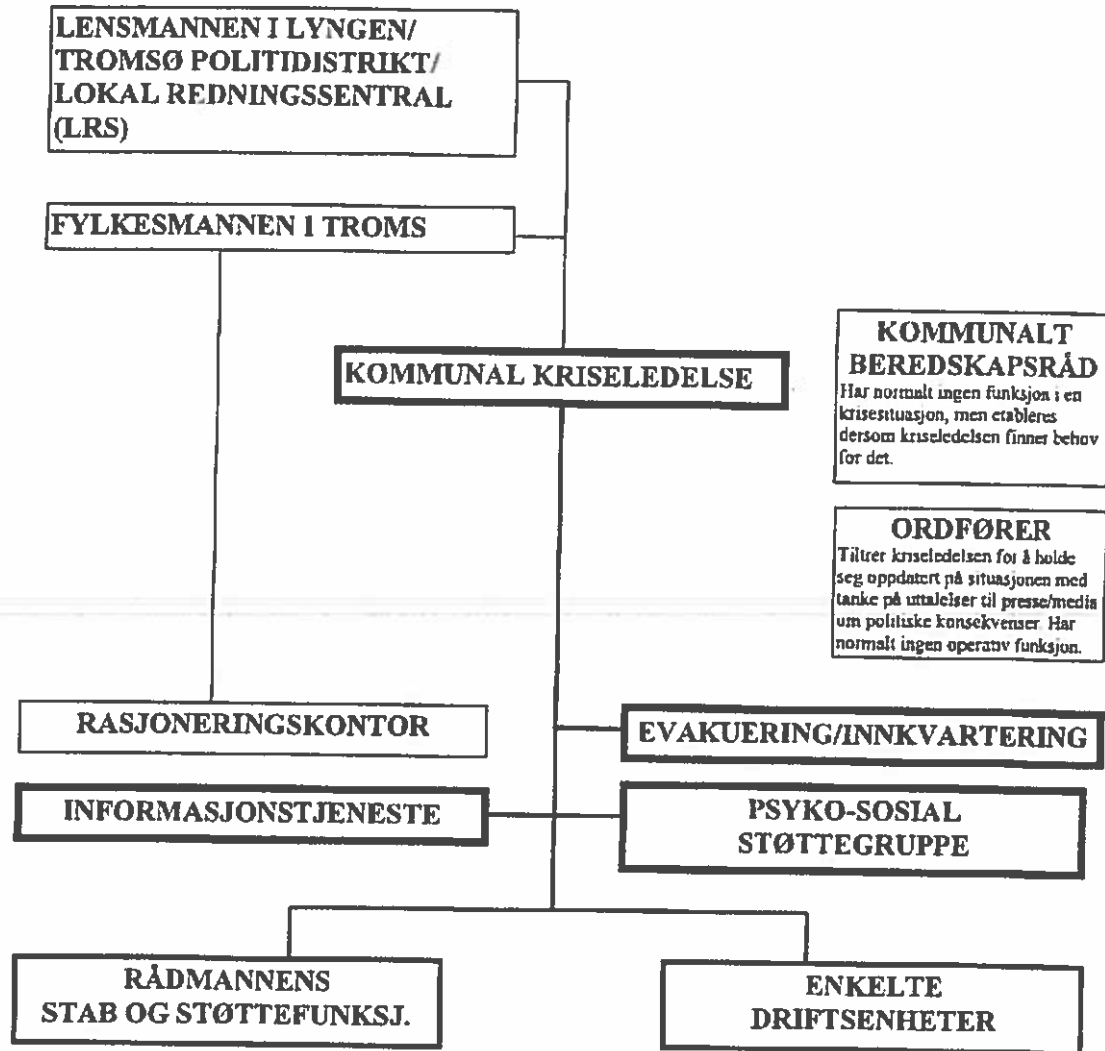 LENSMANNEN I LYNGEN/
TROMSØ POLITIDISTRIKT/
LOKAL REDNINGSSENTRAL
(LRS)
FYLKESMANNEN I TROMS
KOMMUNAL KRISELEDELSE
KOMMUNALT
BEREDSKAPSRÅD
Har normalt ingen funksjon i en
krisesituasjon, men etableres
dersom kriseledelsen finner behov
for det.
ORDFØRER
Tiltrer kriseledelsen for å holde
seg oppdatert på situasjonen med
tanke på uttalelser til presse/media
um politiske konsekvenser. Har
normalt ingen operativ funksjon.
RASJONERINGSKONTOR
EVAKUERING/INNKVARTERING
INFORMASJONSTJENESTE
PSYKO-SOSIAL
STØTTEGRUPPE
RÅDMANNENS
STAB OG STØTTEFUNKSJ.
ENKELTE
DRIFTSENHETER